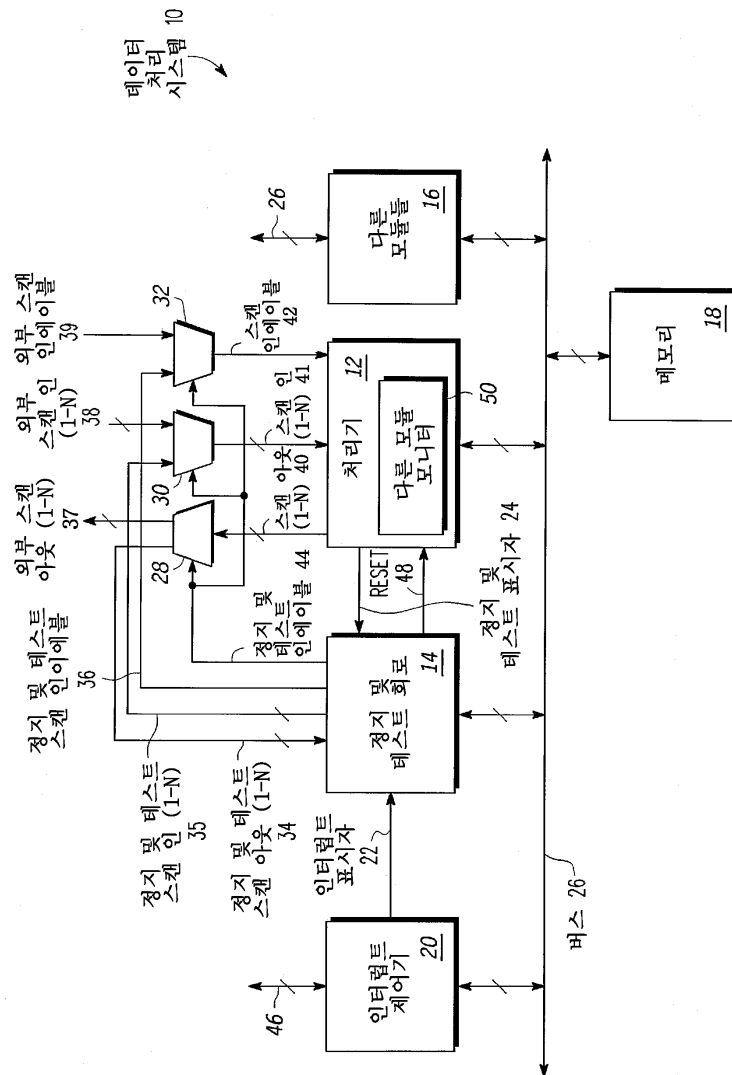 데이터
처리
시스템 10
외부 스캔
인에이블
39
외부 인
스캔 (1-N)
38
외부 스캔
아웃 (1-N)
37
정지 및 테스트
스캔 인이에블
36
정지 및 테스트
스캔 인 (1-N)
35
정지 및 테스트
스캔 아웃 (1-N)
34
28
30
32
정지 및
테스트
인에이블
44
스캔 (1-N)
아웃
40
스캔 (1-N)
인
41
스캔
인에이블
42
26
46
인터럽트
제어기
20
인터럽트
표시자
22
정지 및
테스트 회로
14
RESET
48
처리기
12
다른 모듈
모니터
50
다른
모듈들
16
정지 및
테스트 표시자 24
버스 26
메모리
18